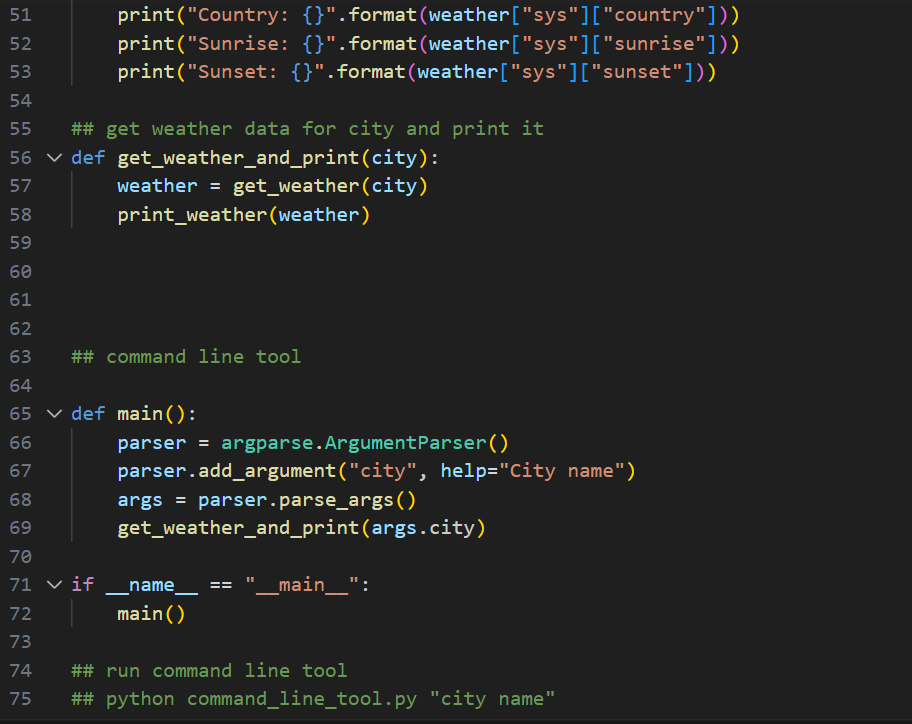 51 print("Country: {}".format(weather["sys"]["country"]))
52 print("Sunrise: {}".format(weather["sys"]["sunrise"]))
53 print("Sunset: {}".format(weather["sys"]["sunset"]))
54
55 ## get weather data for city and print it
56 def get_weather_and_print(city):
57 weather = get_weather(city)
58 print_weather(weather)
59
60
61
62
63 ## command line tool
64
65 def main():
66 parser = argparse.ArgumentParser()
67 parser.add_argument("city", help="City name")
68 args = parser.parse_args()
69 get_weather_and_print(args.city)
70
71 if __name__ == "__main__":
72 main()
73
74 ## run command line tool
75 ## python command_line_tool.py "city name"